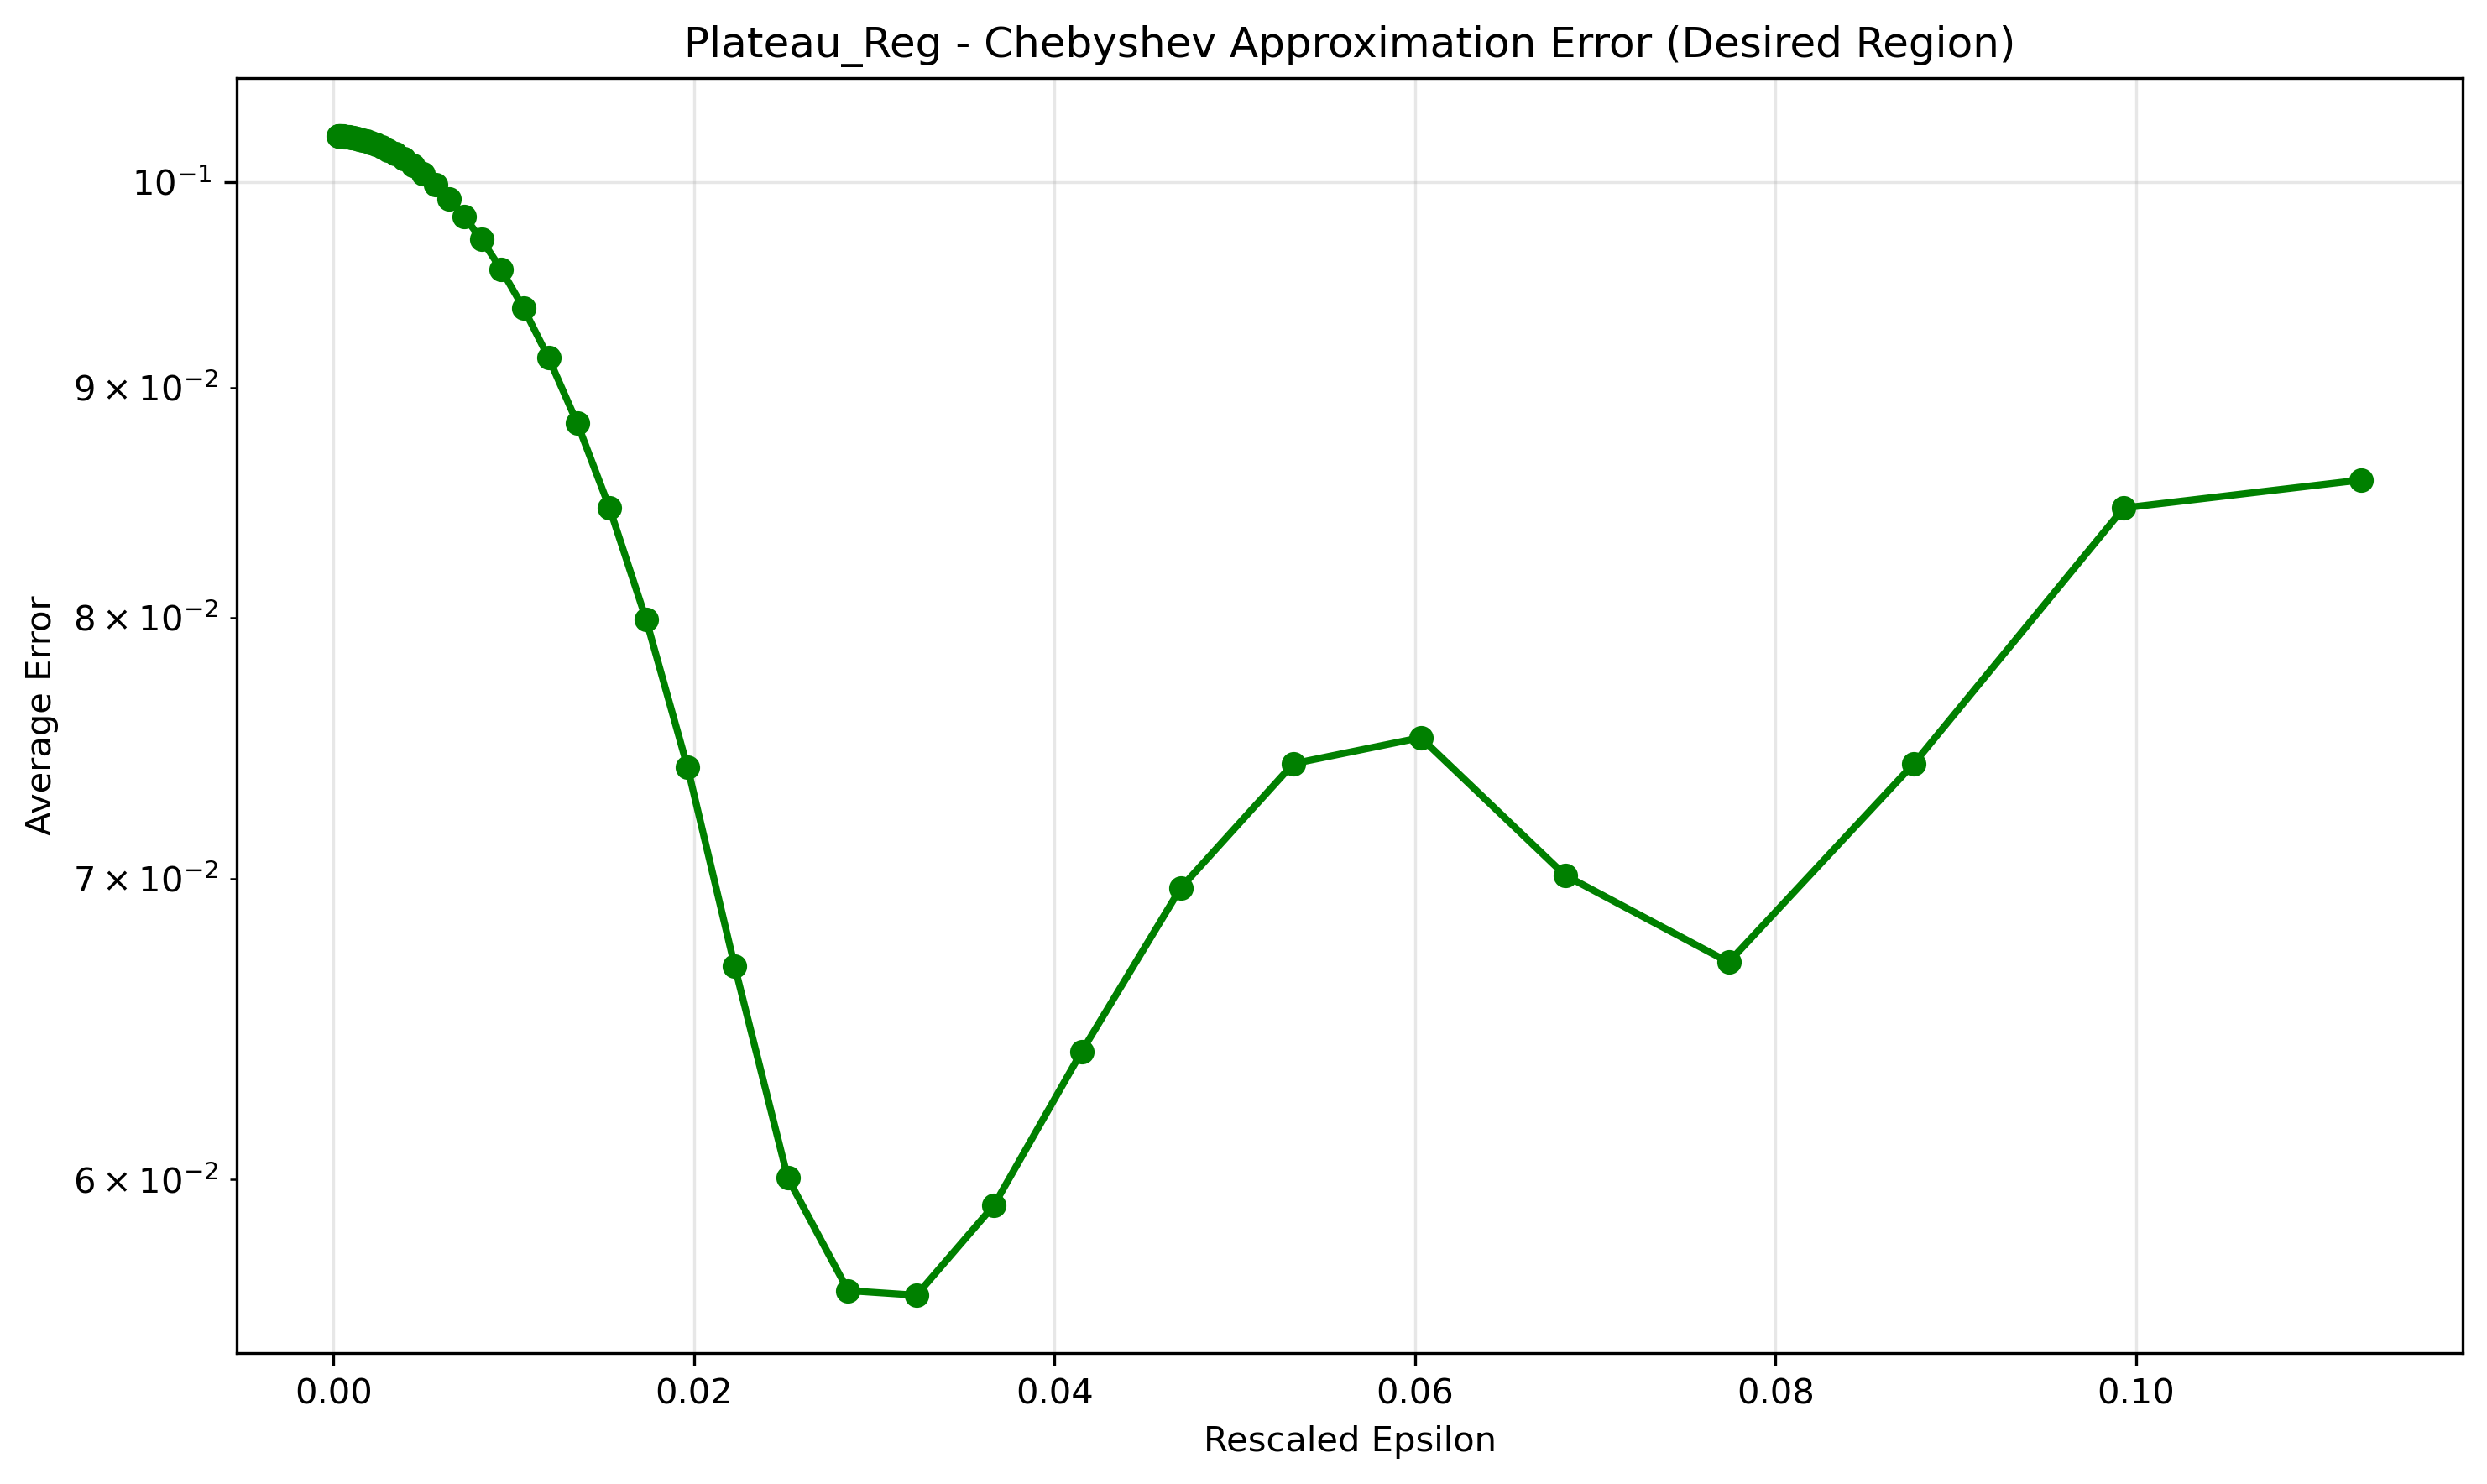 Plateau_Reg - Chebyshev Approximation Error (Desired Region)
10⁻¹
9 × 10⁻²
8 × 10⁻²
7 × 10⁻²
6 × 10⁻²
Average Error
0.00 0.02 0.04 0.06 0.08 0.10
Rescaled Epsilon